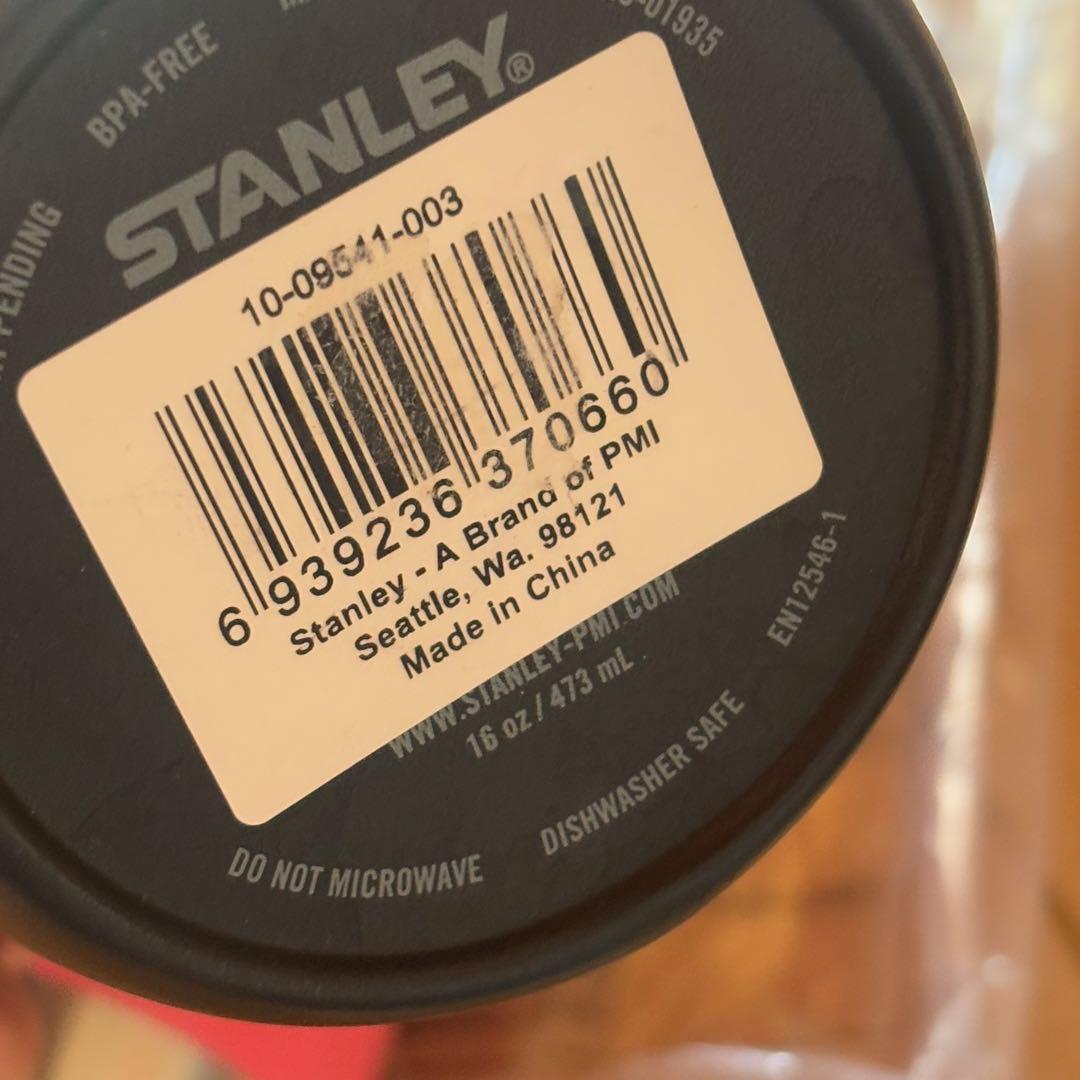 BPA-FREE
01935
STANLEY®
PENDING
10-09541-003
6 939236 370660
Stanley - A Brand of PMI
Seattle, Wa. 98121
Made in China
WWW.STANLEY-PMI.COM
16 oz / 473 mL
EN12546-1
DISHWASHER SAFE
DO NOT MICROWAVE